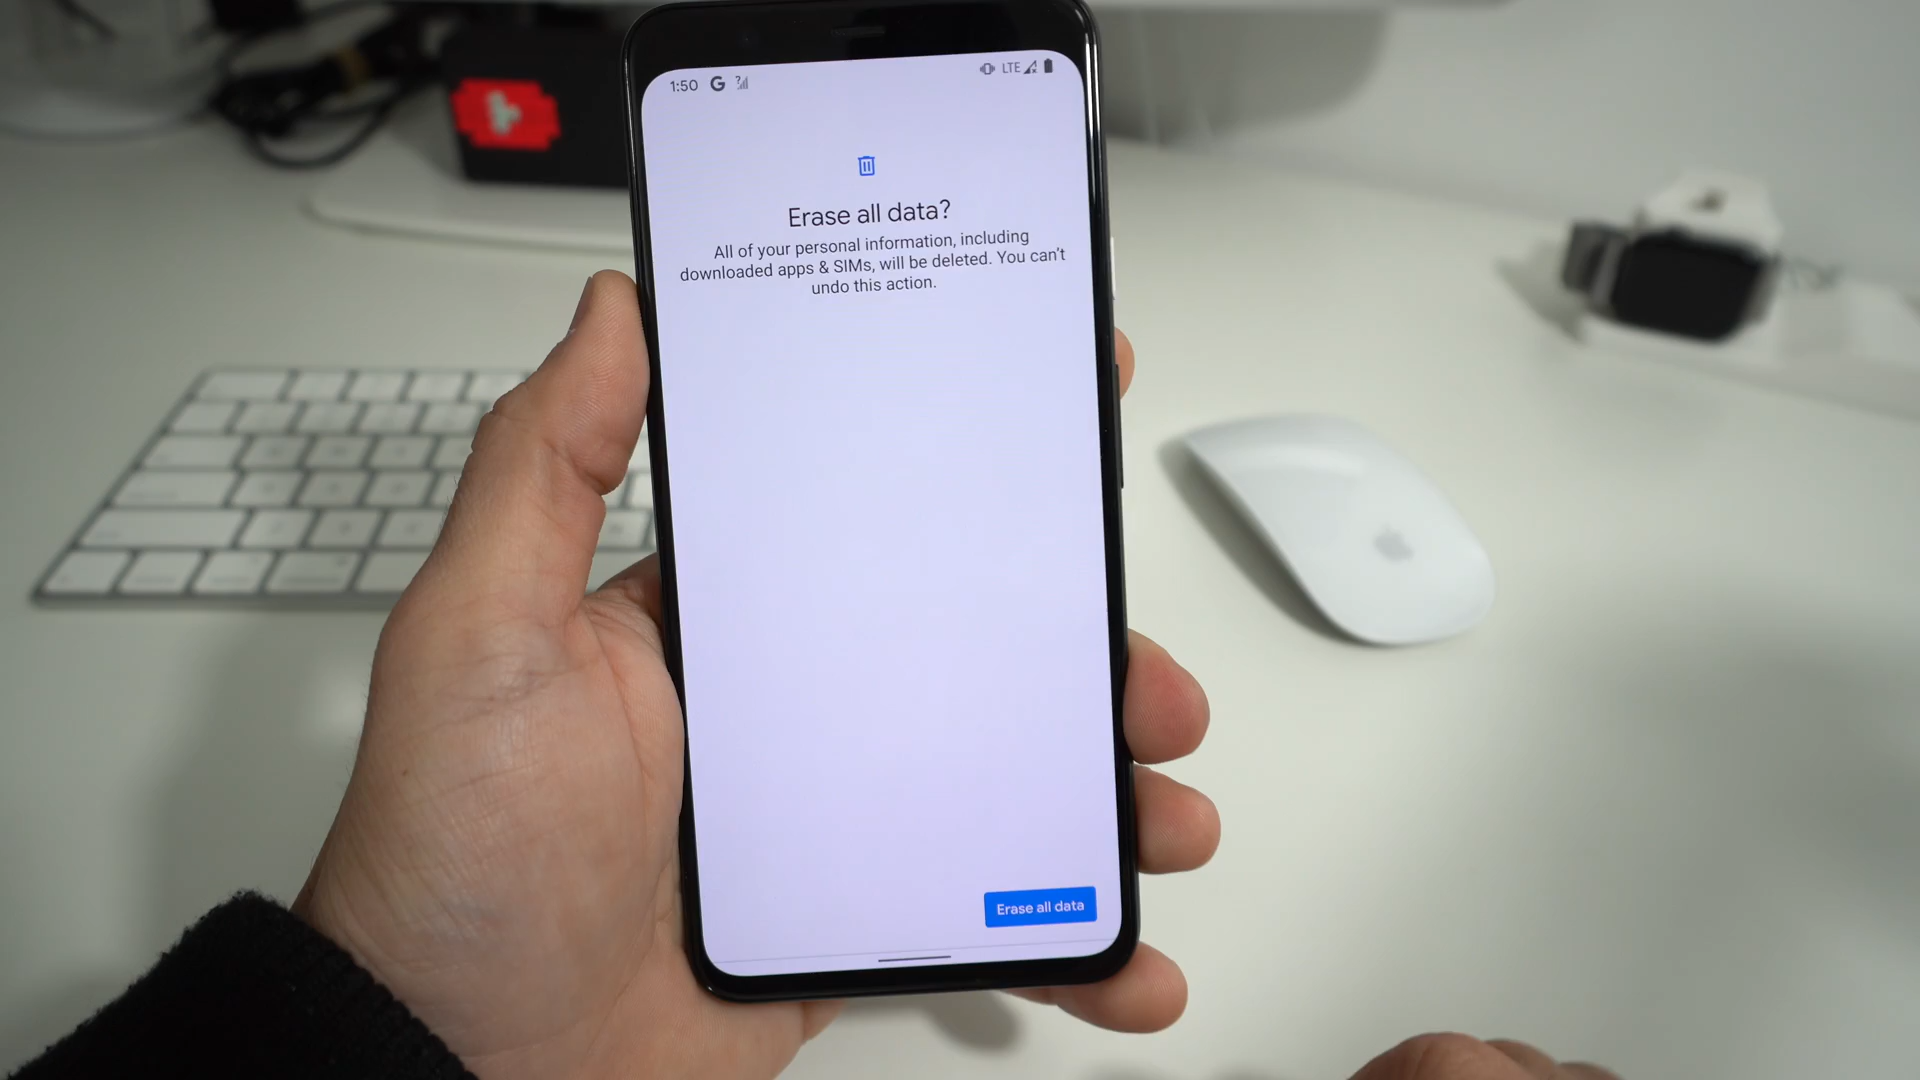 1:50 G ? LTE
Erase all data?
All of your personal information, including
downloaded apps & SIMs, will be deleted. You can't
undo this action.
Erase all data